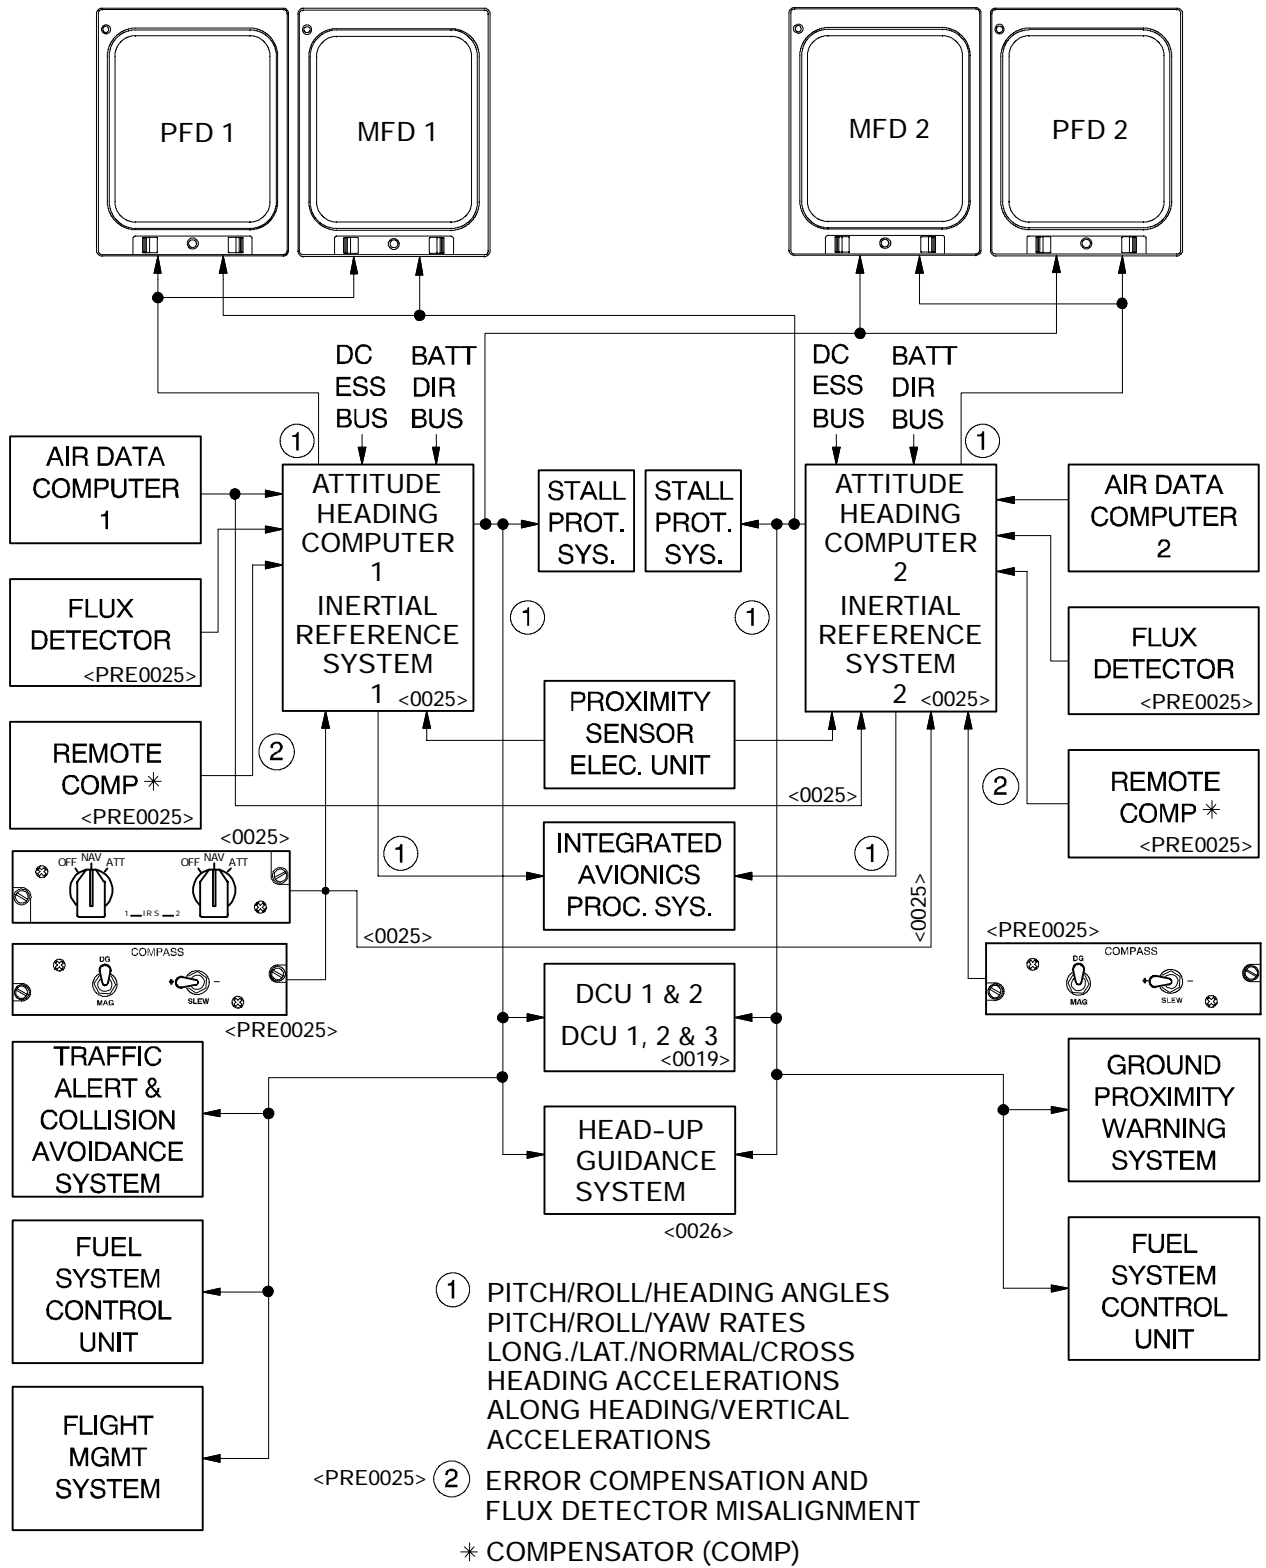 PFD 1
MFD 1
MFD 2
PFD 2
DC
ESS
BUS
BATT
DIR
BUS
DC
ESS
BUS
BATT
DIR
BUS
1
1
AIR DATA
COMPUTER
1
ATTITUDE
HEADING
COMPUTER
1
INERTIAL
REFERENCE
SYSTEM
1 <0025>
STALL
PROT.
SYS.
STALL
PROT.
SYS.
ATTITUDE
HEADING
COMPUTER
2
INERTIAL
REFERENCE
SYSTEM
2 <0025>
AIR DATA
COMPUTER
2
FLUX
DETECTOR
<PRE0025>
1
1
FLUX
DETECTOR
<PRE0025>
REMOTE
COMP *
<PRE0025>
2
PROXIMITY
SENSOR
ELEC. UNIT
<0025>
2
REMOTE
COMP *
<PRE0025>
<0025>
OFF NAV ATT
OFF NAV ATT
1 IRS 2
<0025>
1
INTEGRATED
AVIONICS
PROC. SYS.
1
<0025>
COMPASS
DG
MAG
+ −
SLEW
<PRE0025>
<PRE0025>
COMPASS
DG
MAG
+ −
SLEW
DCU 1 & 2
DCU 1, 2 & 3
<0019>
TRAFFIC
ALERT &
COLLISION
AVOIDANCE
SYSTEM
HEAD-UP
GUIDANCE
SYSTEM
<0026>
GROUND
PROXIMITY
WARNING
SYSTEM
FUEL
SYSTEM
CONTROL
UNIT
FUEL
SYSTEM
CONTROL
UNIT
FLIGHT
MGMT
SYSTEM
1 PITCH/ROLL/HEADING ANGLES
PITCH/ROLL/YAW RATES
LONG./LAT./NORMAL/CROSS
HEADING ACCELERATIONS
ALONG HEADING/VERTICAL
ACCELERATIONS
<PRE0025> 2 ERROR COMPENSATION AND
FLUX DETECTOR MISALIGNMENT
* COMPENSATOR (COMP)